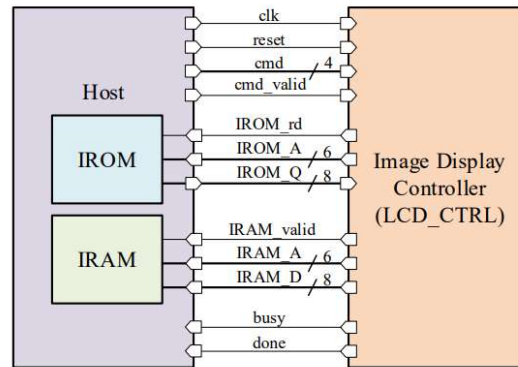 clk
reset
cmd 4
cmd_valid
Host
IROM_rd
IROM_A 6
IROM_Q 8
IROM
Image Display
Controller
(LCD_CTRL)
IRAM_valid
IRAM_A 6
IRAM_D 8
IRAM
busy
done